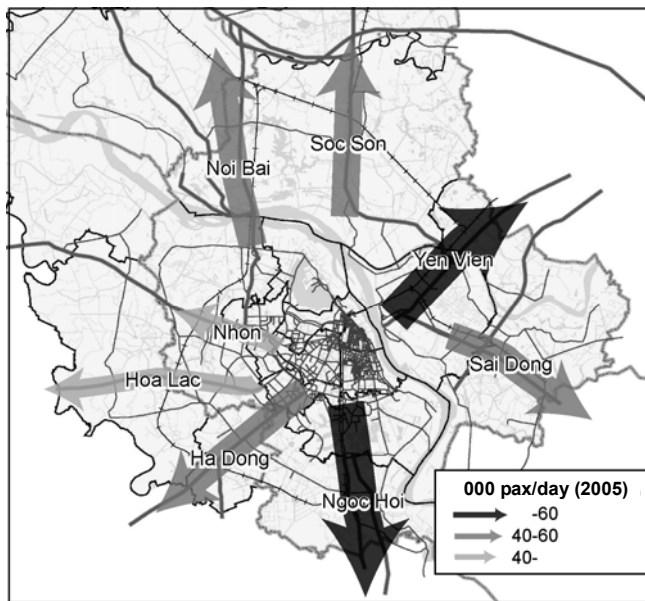 Soc Son
Noi Bai
Yen Vien
Nhon
Sai Dong
Hoa Lac
Ha Dong
Ngoc Hoi
000 pax/day (2005)
-60
40-60
40-